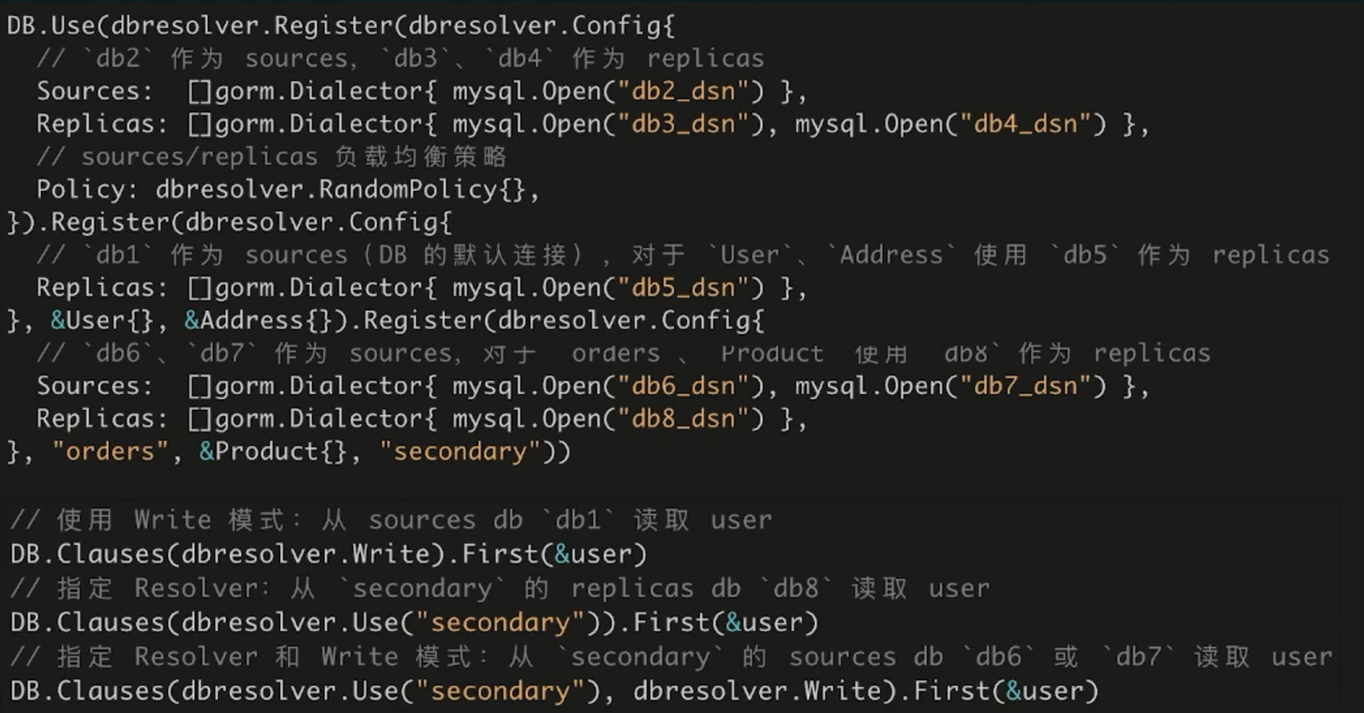 DB.Use(dbresolver.Register(dbresolver.Config{
  // `db2` 作为 sources, `db3`、`db4` 作为 replicas
  Sources:  []gorm.Dialector{ mysql.Open("db2_dsn") },
  Replicas: []gorm.Dialector{ mysql.Open("db3_dsn"), mysql.Open("db4_dsn") },
  // sources/replicas 负载均衡策略
  Policy: dbresolver.RandomPolicy{},
}).Register(dbresolver.Config{
  // `db1` 作为 sources（DB 的默认连接）, 对于 `User`、`Address` 使用 `db5` 作为 replicas
  Replicas: []gorm.Dialector{ mysql.Open("db5_dsn") },
}, &User{}, &Address{}).Register(dbresolver.Config{
  // `db6`、`db7` 作为 sources, 对于 orders 、 Product 使用 db8` 作为 replicas
  Sources:  []gorm.Dialector{ mysql.Open("db6_dsn"), mysql.Open("db7_dsn") },
  Replicas: []gorm.Dialector{ mysql.Open("db8_dsn") },
}, "orders", &Product{}, "secondary"))
// 使用 Write 模式：从 sources db `db1` 读取 user
DB.Clauses(dbresolver.Write).First(&user)
// 指定 Resolver：从 `secondary` 的 replicas db `db8` 读取 user
DB.Clauses(dbresolver.Use("secondary")).First(&user)
// 指定 Resolver 和 Write 模式：从 `secondary` 的 sources db `db6` 或 `db7` 读取 user
DB.Clauses(dbresolver.Use("secondary"), dbresolver.Write).First(&user)